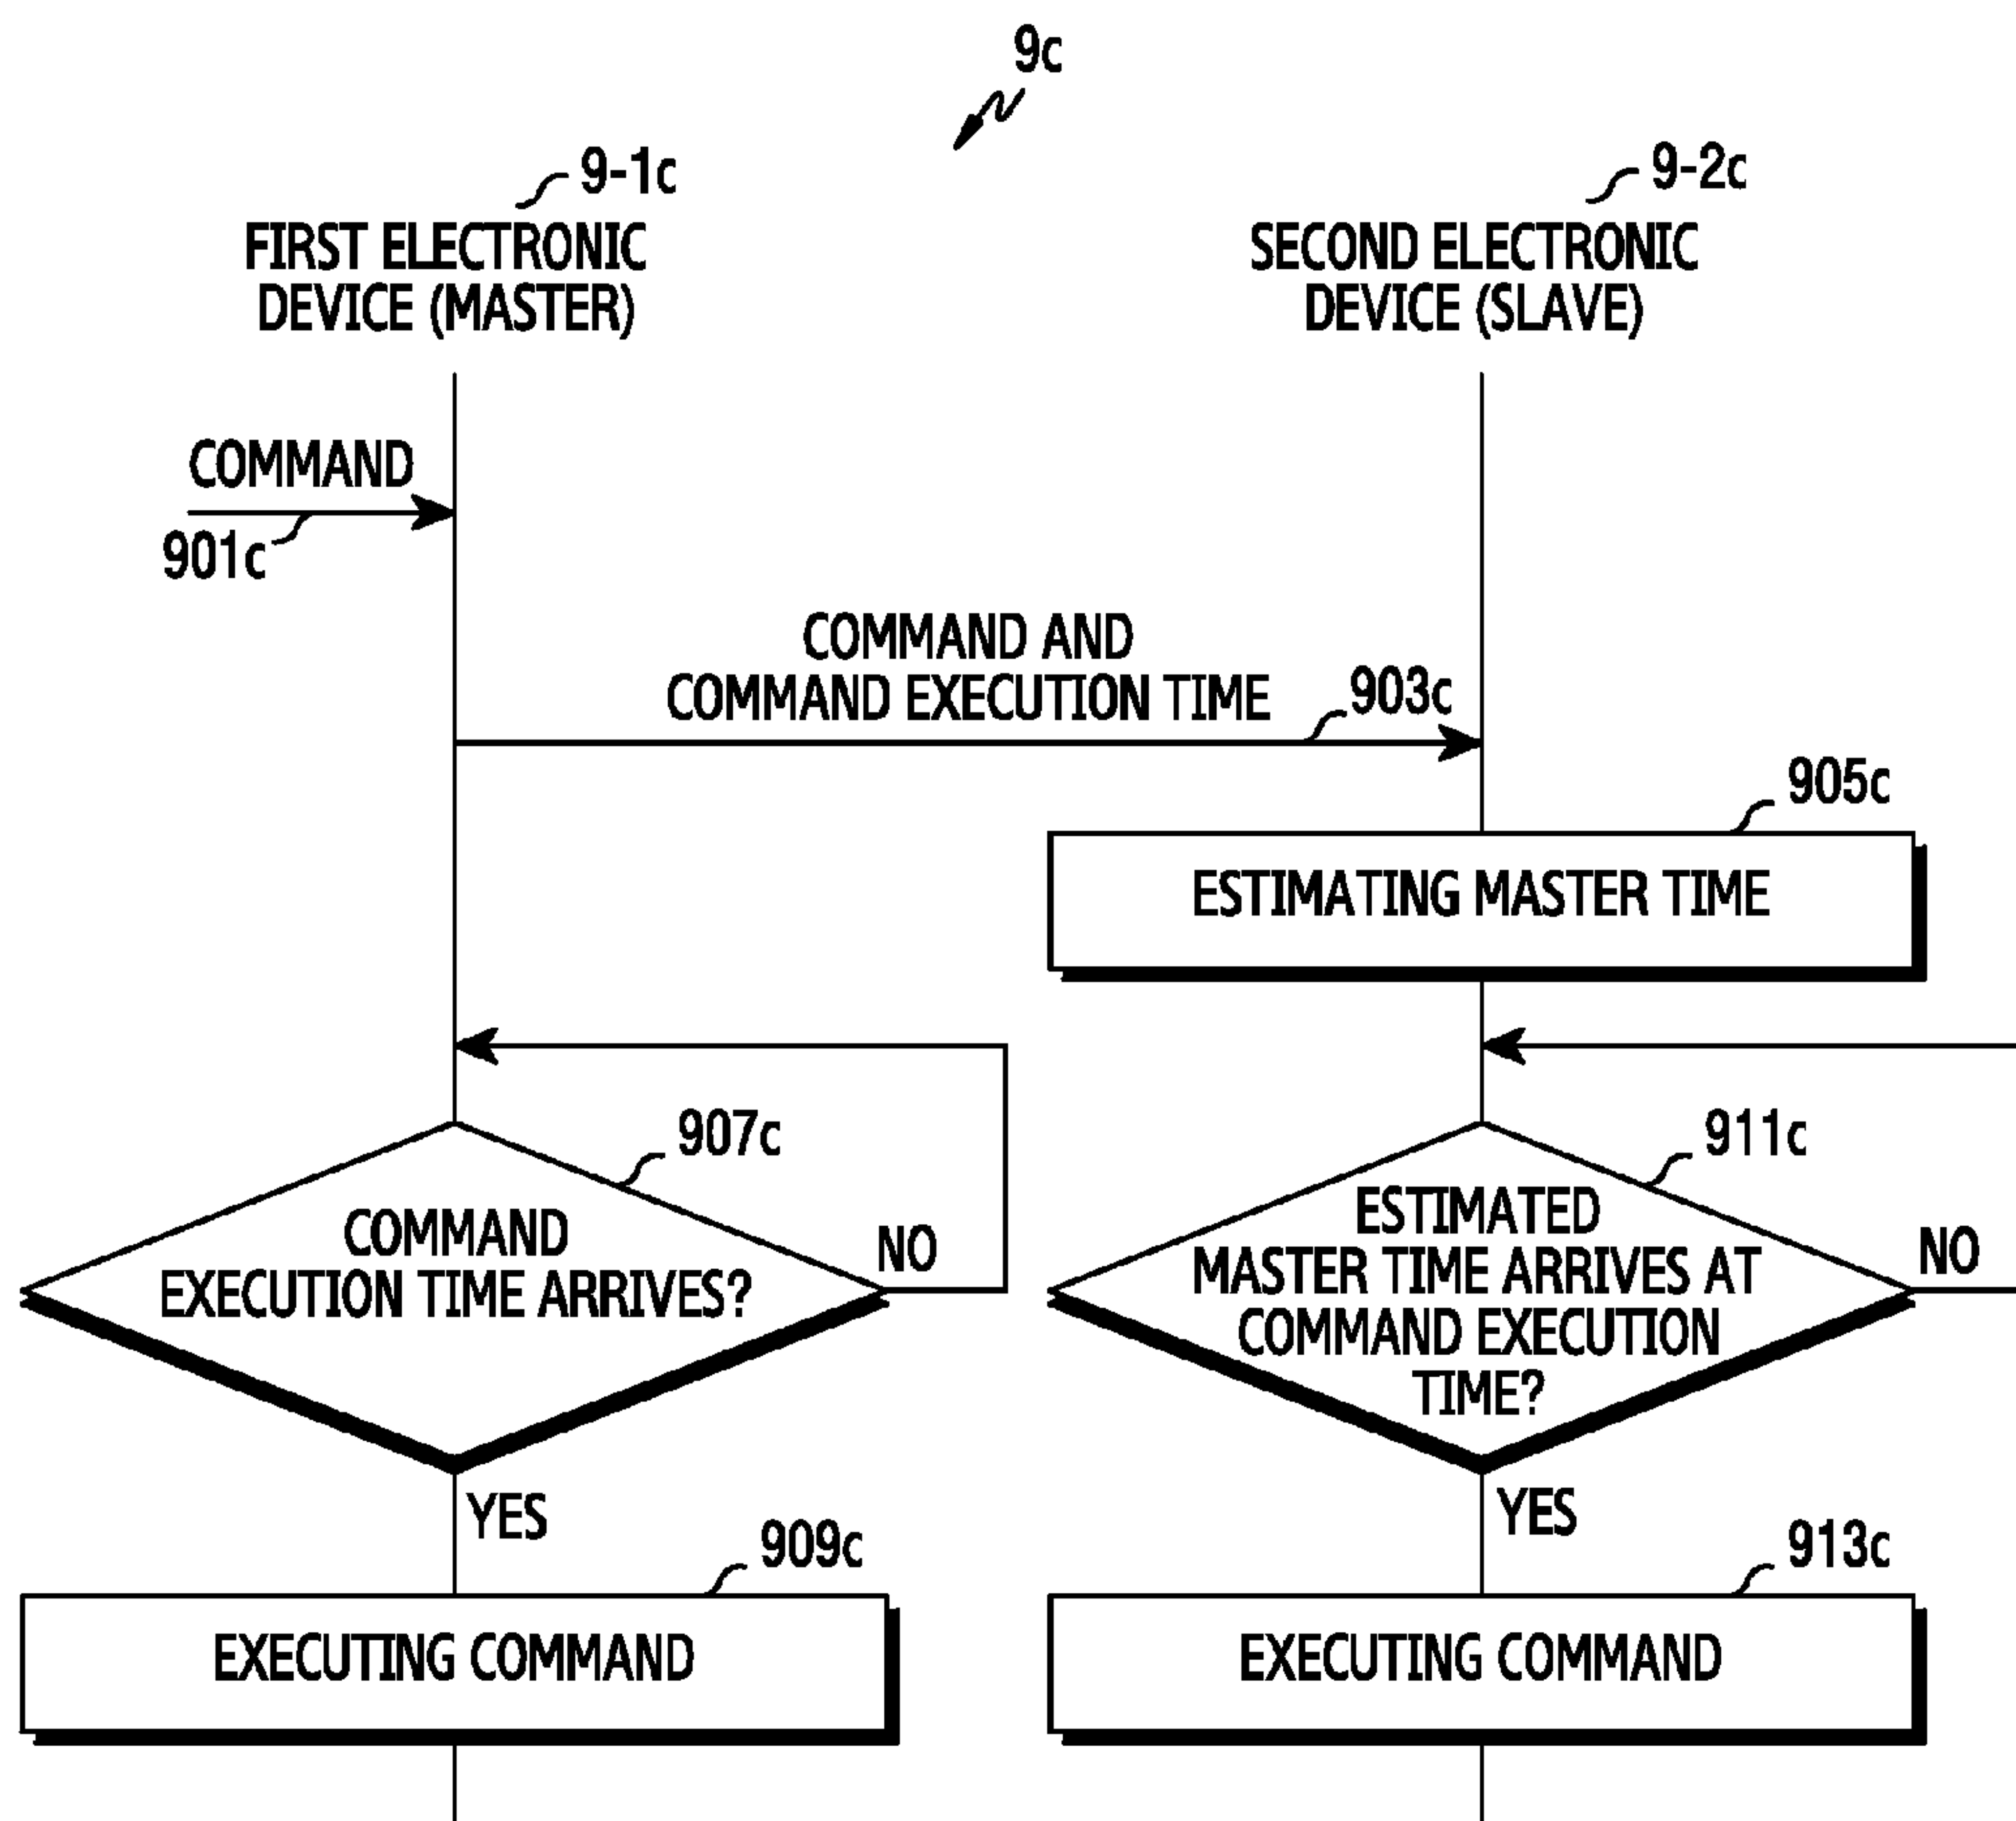 9c
9-1c
FIRST ELECTRONIC
DEVICE (MASTER)
9-2c
SECOND ELECTRONIC
DEVICE (SLAVE)
COMMAND
901c
COMMAND AND
COMMAND EXECUTION TIME
903c
905c
ESTIMATING MASTER TIME
907c
COMMAND
EXECUTION TIME ARRIVES?
NO
911c
ESTIMATED
MASTER TIME ARRIVES AT
COMMAND EXECUTION
TIME?
NO
YES
YES
909c
EXECUTING COMMAND
913c
EXECUTING COMMAND